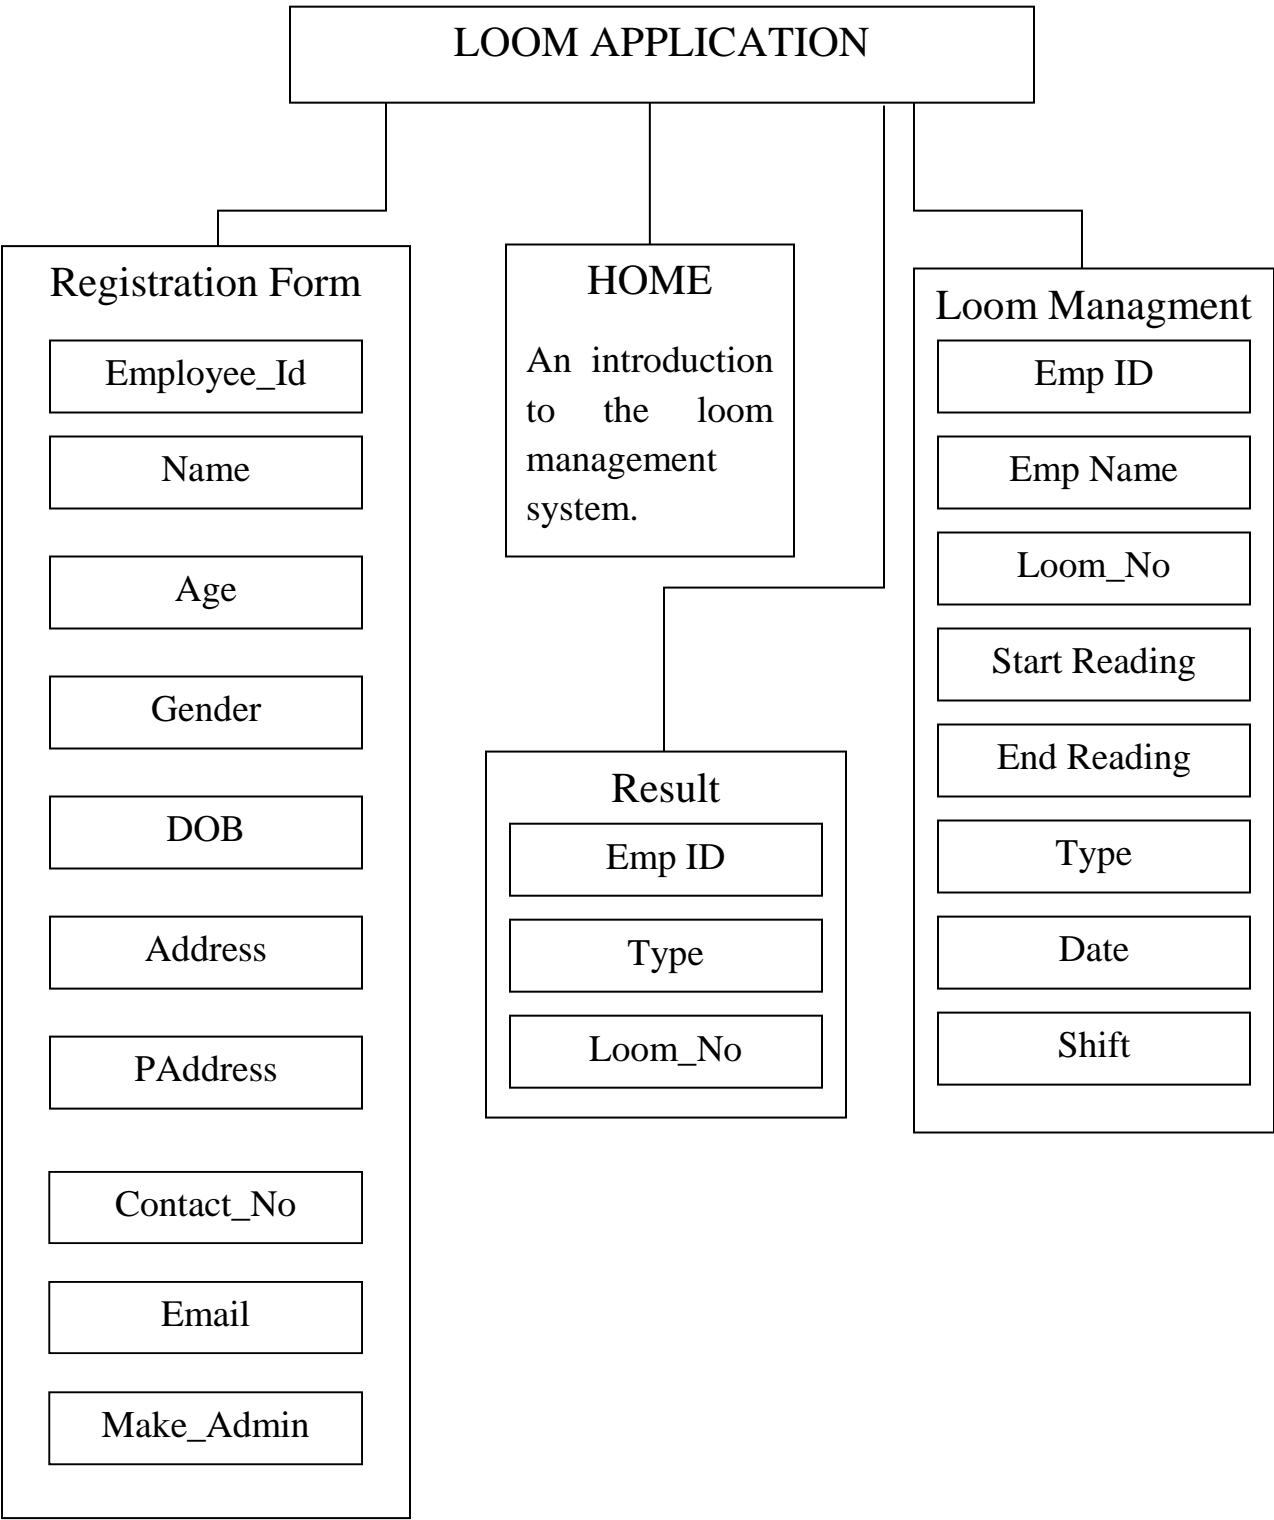 LOOM APPLICATION
Registration Form
Employee_Id
Name
Age
Gender
DOB
Address
PAddress
Contact_No
Email
Make_Admin
HOME
An introduction
to the loom
management
system.
Result
Emp ID
Type
Loom_No
Loom Managment
Emp ID
Emp Name
Loom_No
Start Reading
End Reading
Type
Date
Shift